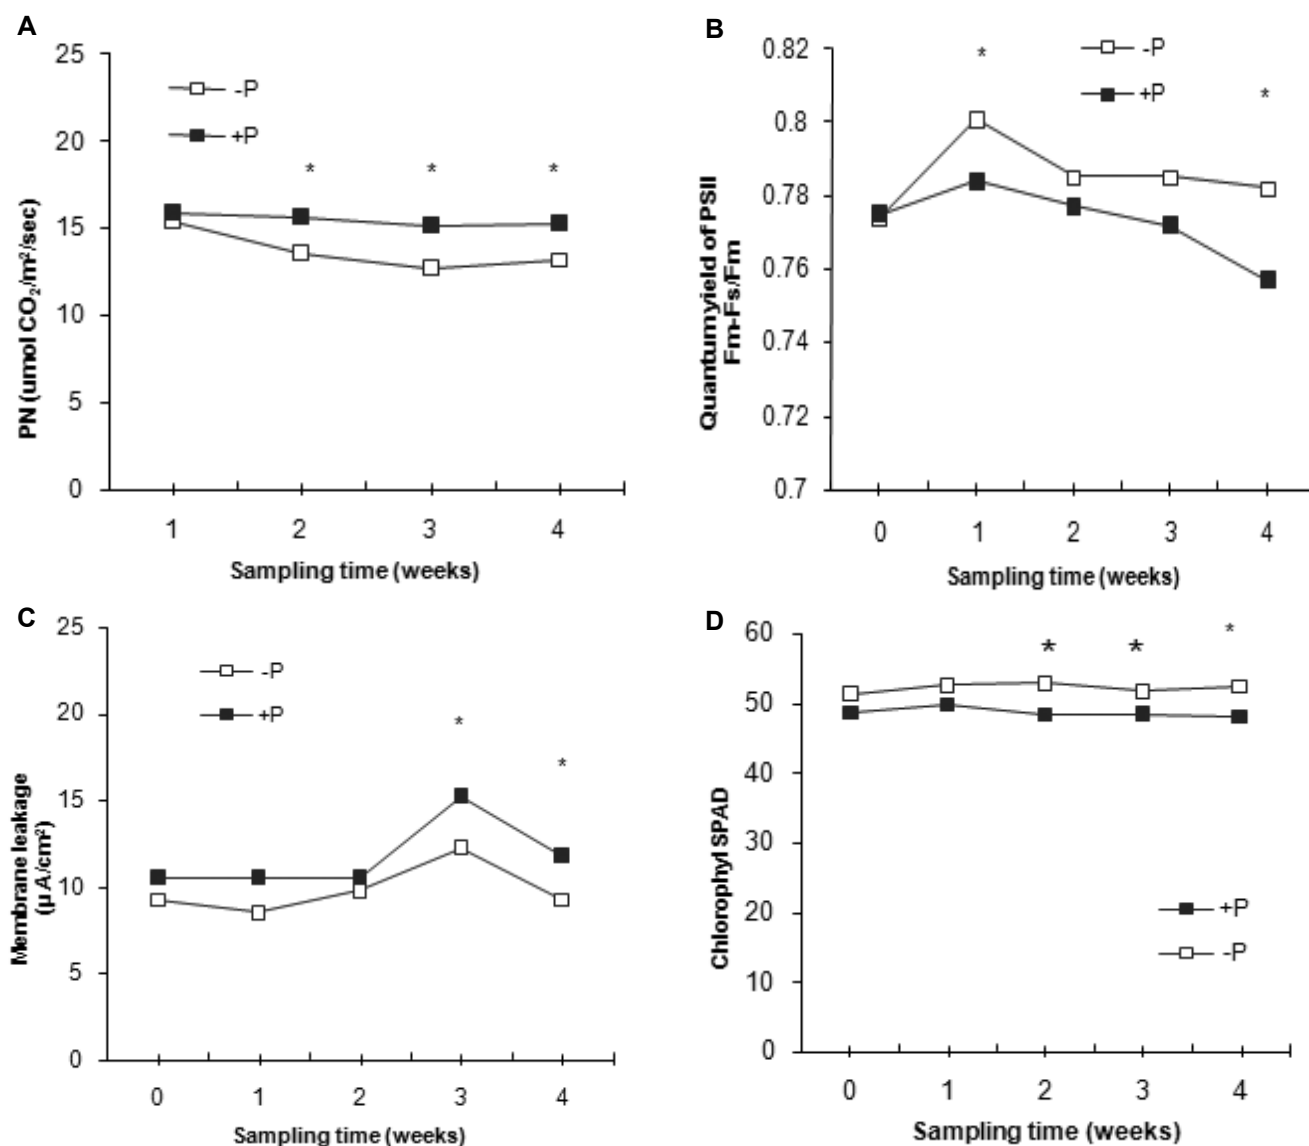 A
25
20
15
10
5
0
-P
+P
*
*
*
PN (umol CO₂/m²/sec)
1
2
3
4
Sampling time (weeks)
B
0.82
0.8
0.78
0.76
0.74
0.72
0.7
-P
+P
*
*
Quantumyield of PSII
Fm-Fs/Fm
0
1
2
3
4
Sampling time (weeks)
C
25
20
15
10
5
0
-P
+P
*
*
Membrane leakage
(µ A/cm²)
0
1
2
3
4
Sampling time (weeks)
D
60
50
40
30
20
10
0
*
*
*
+P
-P
Chlorophyl SPAD
0
1
2
3
4
Sampling time (weeks)